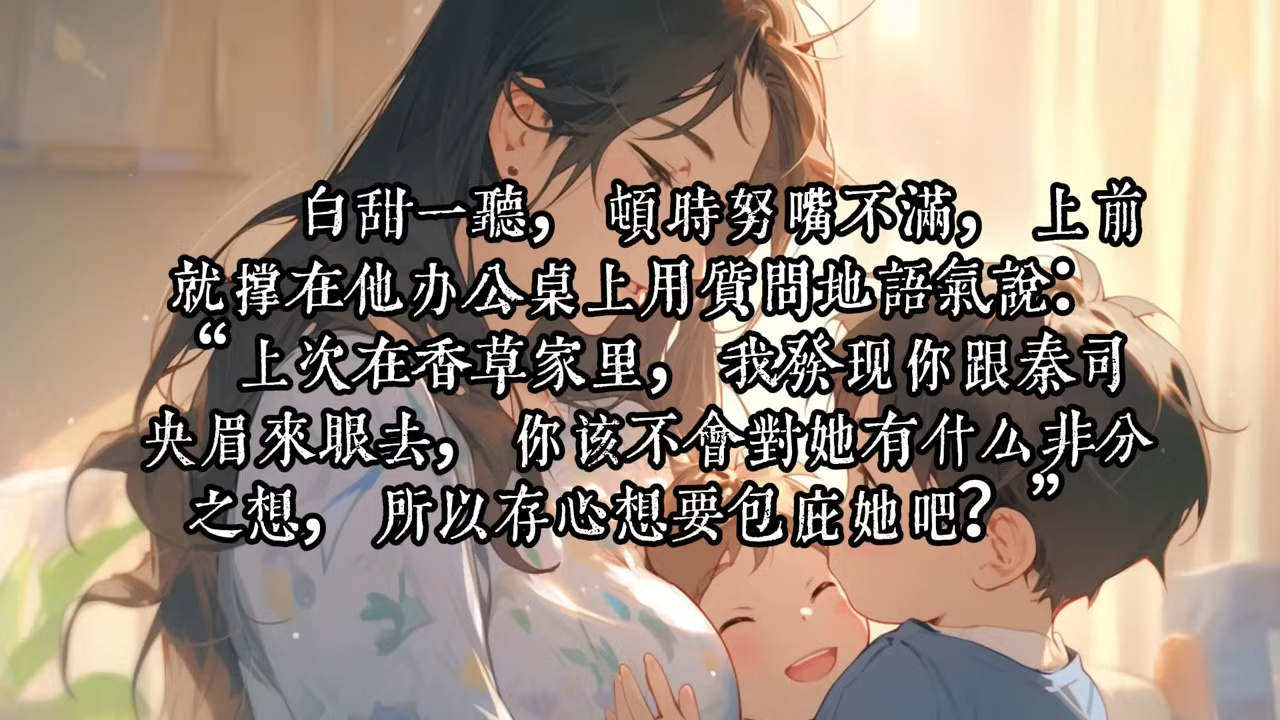 白甜一聽， 頓時努嘴不滿， 上前
就撑在他办公桌上用質問地語氣說：
“上次在香草家里， 我發现你跟秦司
央眉來眼去， 你该不會對她有什么非分
之想， 所以存心想要包庇她吧？”